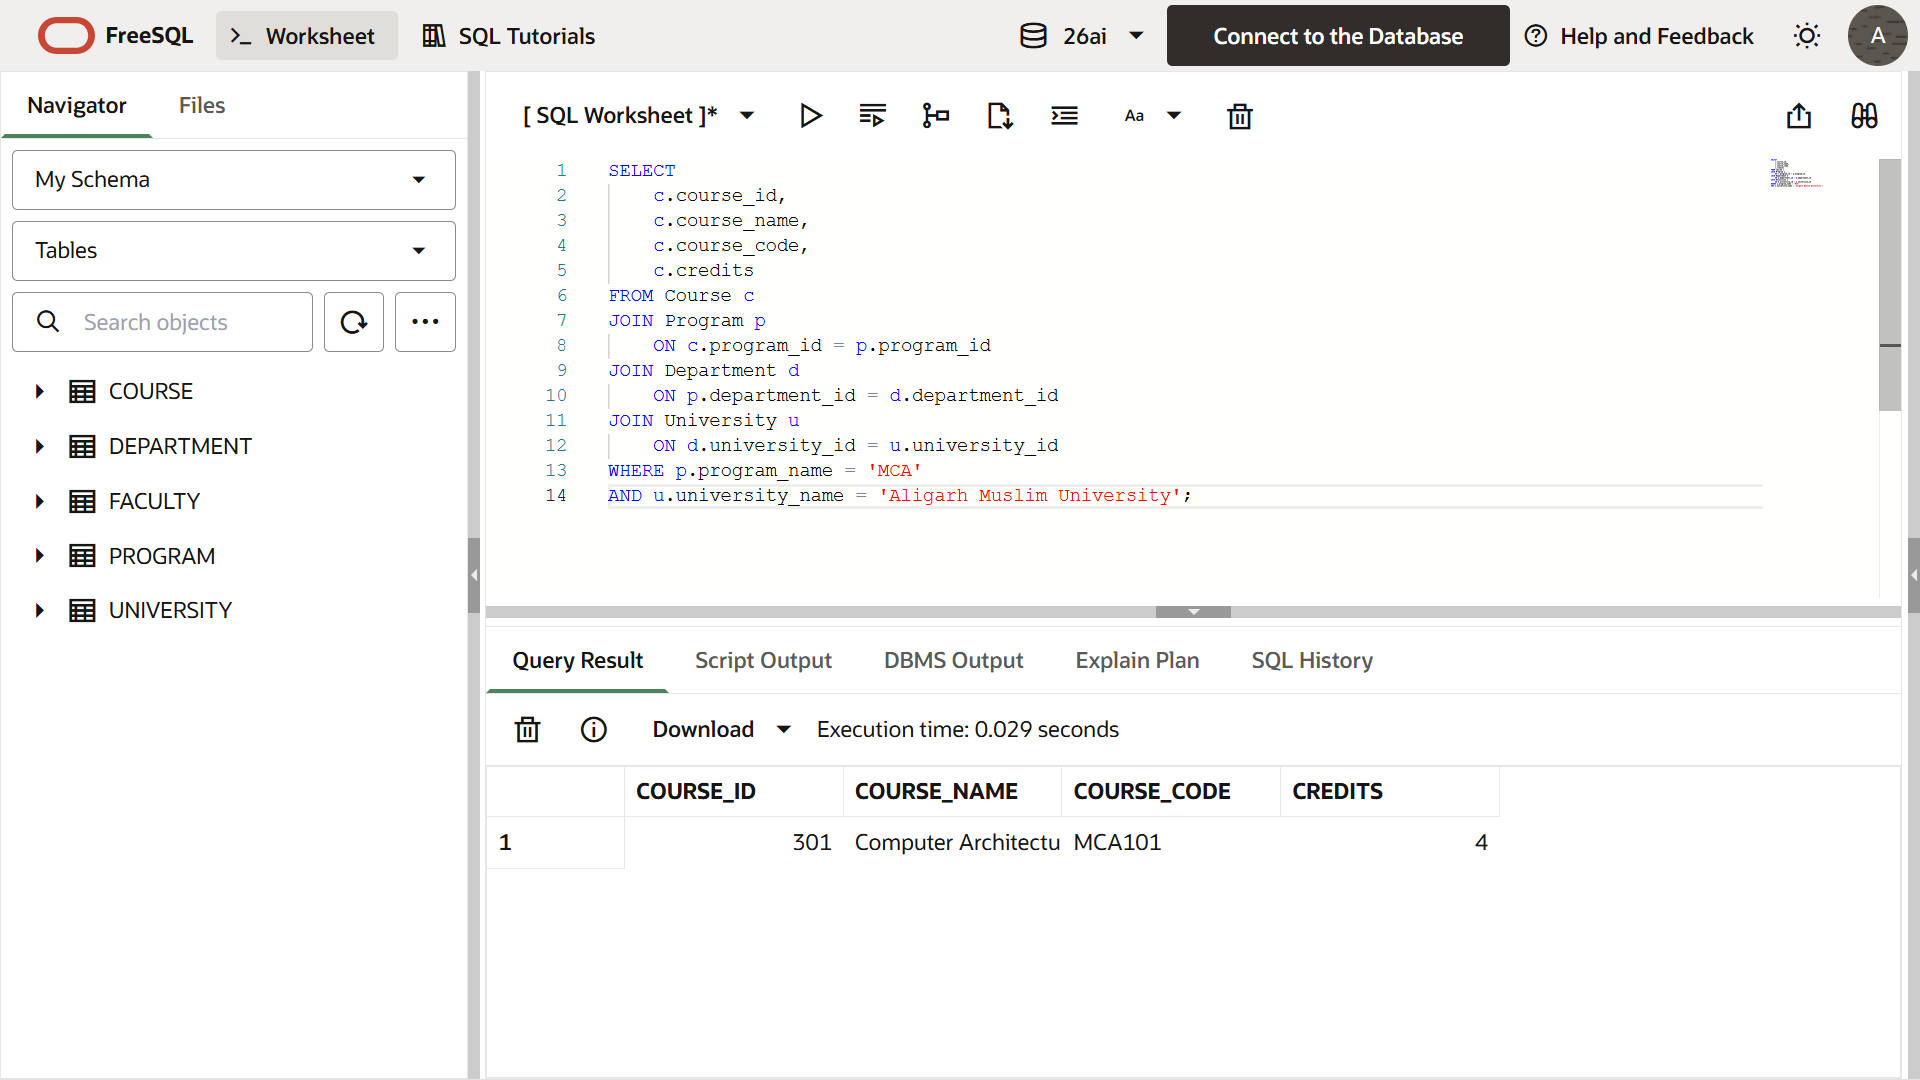 FreeSQL
Worksheet
SQL Tutorials
26ai
Connect to the Database
Help and Feedback
A
Navigator
Files
My Schema
Tables
Search objects
COURSE
DEPARTMENT
FACULTY
PROGRAM
UNIVERSITY
[ SQL Worksheet ]*
Aa
1 SELECT
2 c.course_id,
3 c.course_name,
4 c.course_code,
5 c.credits
6 FROM Course c
7 JOIN Program p
8 ON c.program_id = p.program_id
9 JOIN Department d
10 ON p.department_id = d.department_id
11 JOIN University u
12 ON d.university_id = u.university_id
13 WHERE p.program_name = 'MCA'
14 AND u.university_name = 'Aligarh Muslim University';
Query Result
Script Output
DBMS Output
Explain Plan
SQL History
Download
Execution time: 0.029 seconds
COURSE_ID COURSE_NAME COURSE_CODE CREDITS
1 301 Computer Architectu MCA101 4